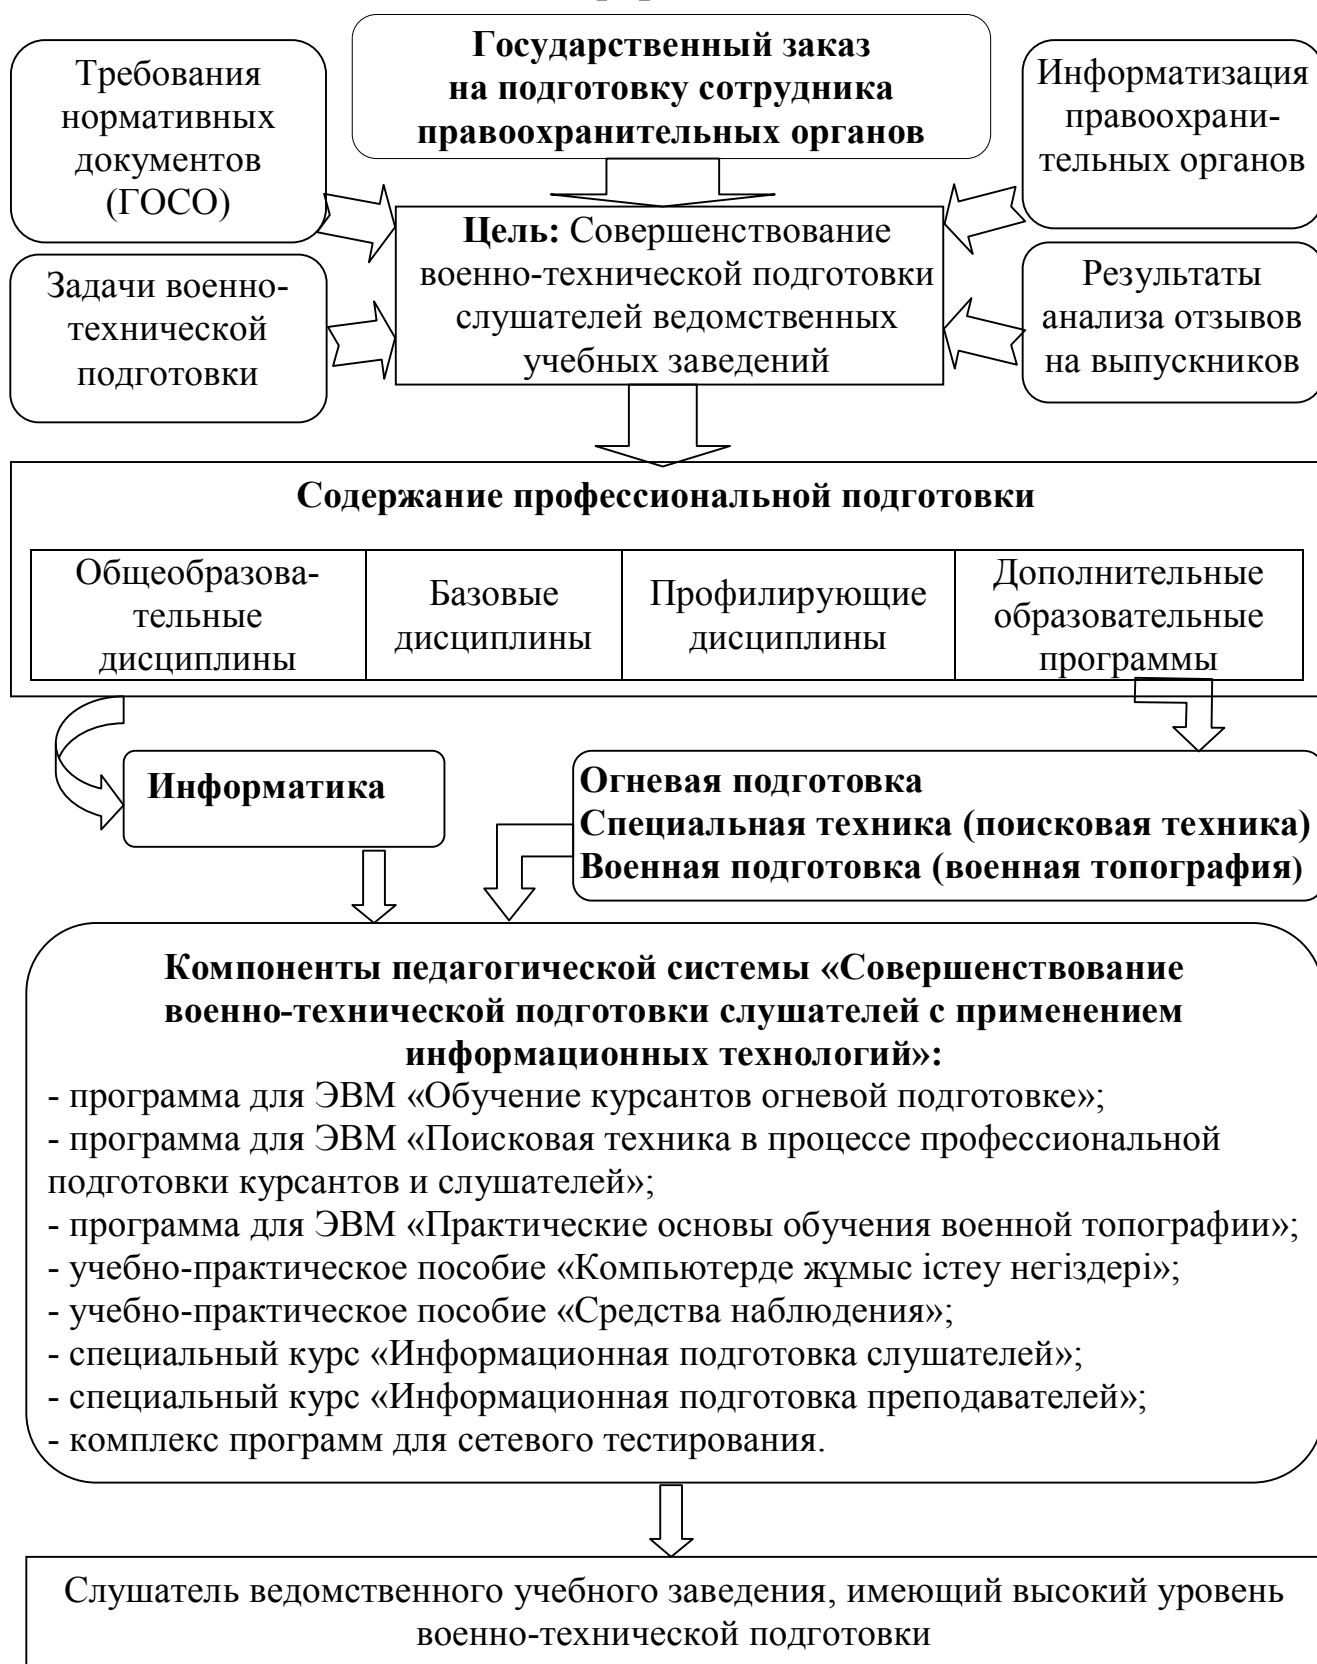 Государственный заказ
на подготовку сотрудника
правоохранительных органов
Требования
нормативных
документов
(ГОСО)
Информатизация
правоохрани-
тельных органов
Цель: Совершенствование
военно-технической подготовки
слушателей ведомственных
учебных заведений
Задачи военно-
технической
подготовки
Результаты
анализа отзывов
на выпускников
Содержание профессиональной подготовки
Общеобразова-
тельные
дисциплины
Базовые
дисциплины
Профилирующие
дисциплины
Дополнительные
образовательные
программы
Информатика
Огневая подготовка
Специальная техника (поисковая техника)
Военная подготовка (военная топография)
Компоненты педагогической системы «Совершенствование
военно-технической подготовки слушателей с применением
информационных технологий»:
- программа для ЭВМ «Обучение курсантов огневой подготовке»;
- программа для ЭВМ «Поисковая техника в процессе профессиональной
подготовки курсантов и слушателей»;
- программа для ЭВМ «Практические основы обучения военной топографии»;
- учебно-практическое пособие «Компьютерде жұмыс істеу негіздері»;
- учебно-практическое пособие «Средства наблюдения»;
- специальный курс «Информационная подготовка слушателей»;
- специальный курс «Информационная подготовка преподавателей»;
- комплекс программ для сетевого тестирования.
Слушатель ведомственного учебного заведения, имеющий высокий уровень
военно-технической подготовки